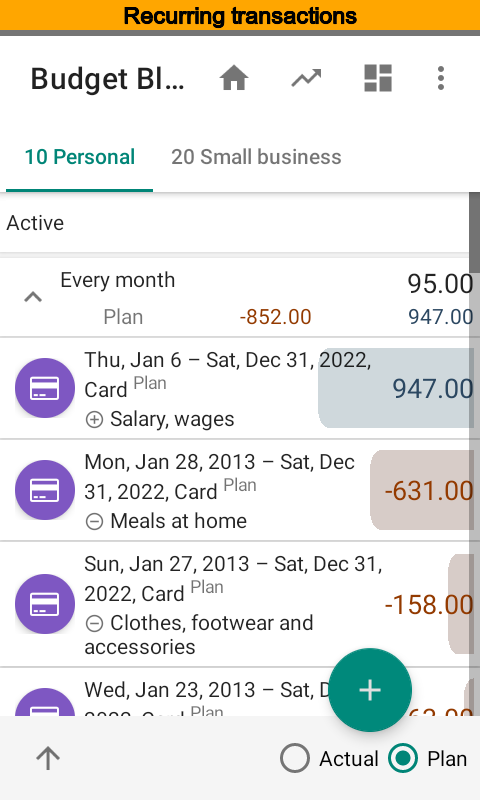 Recurring transactions
Budget Bl…
10 Personal
20 Small business
Active
Every month
95.00
Plan
-852.00
947.00
Thu, Jan 6 – Sat, Dec 31, 2022,
Card Plan
947.00
Salary, wages
Mon, Jan 28, 2013 – Sat, Dec
31, 2022, Card Plan
-631.00
Meals at home
Sun, Jan 27, 2013 – Sat, Dec 31,
2022, Card Plan
-158.00
Clothes, footwear and
accessories
Wed, Jan 23, 2013 – Sat, D
Plan
Actual
Plan